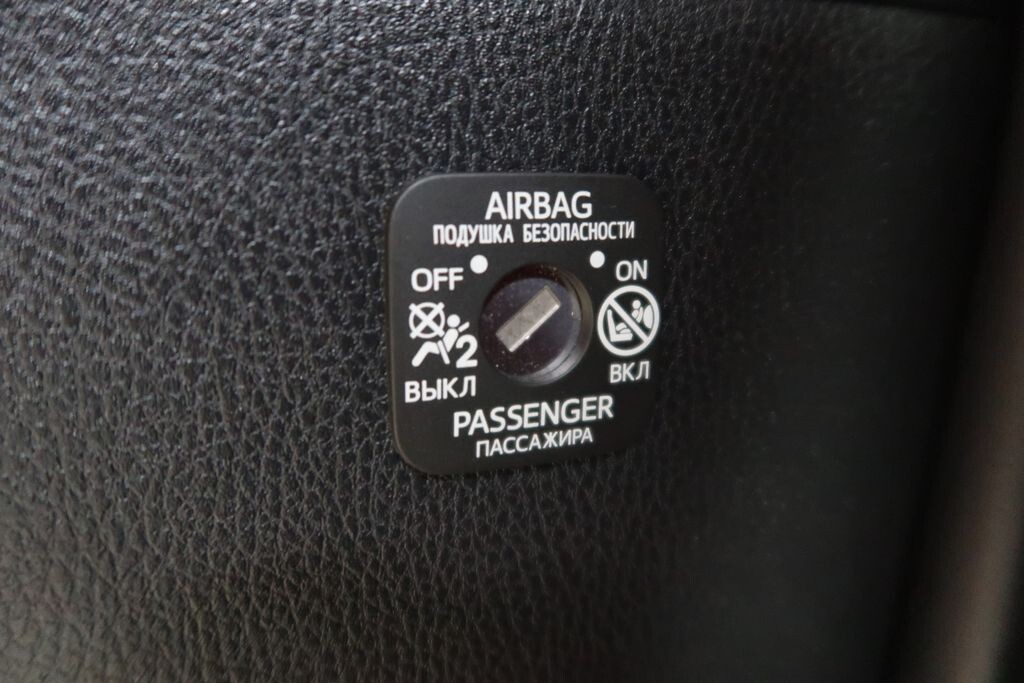 AIRBAG
ПОДУШКА БЕЗОПАСНОСТИ
OFF
ON
2
ВЫКЛ
ВКЛ
PASSENGER
ПАССАЖИРА